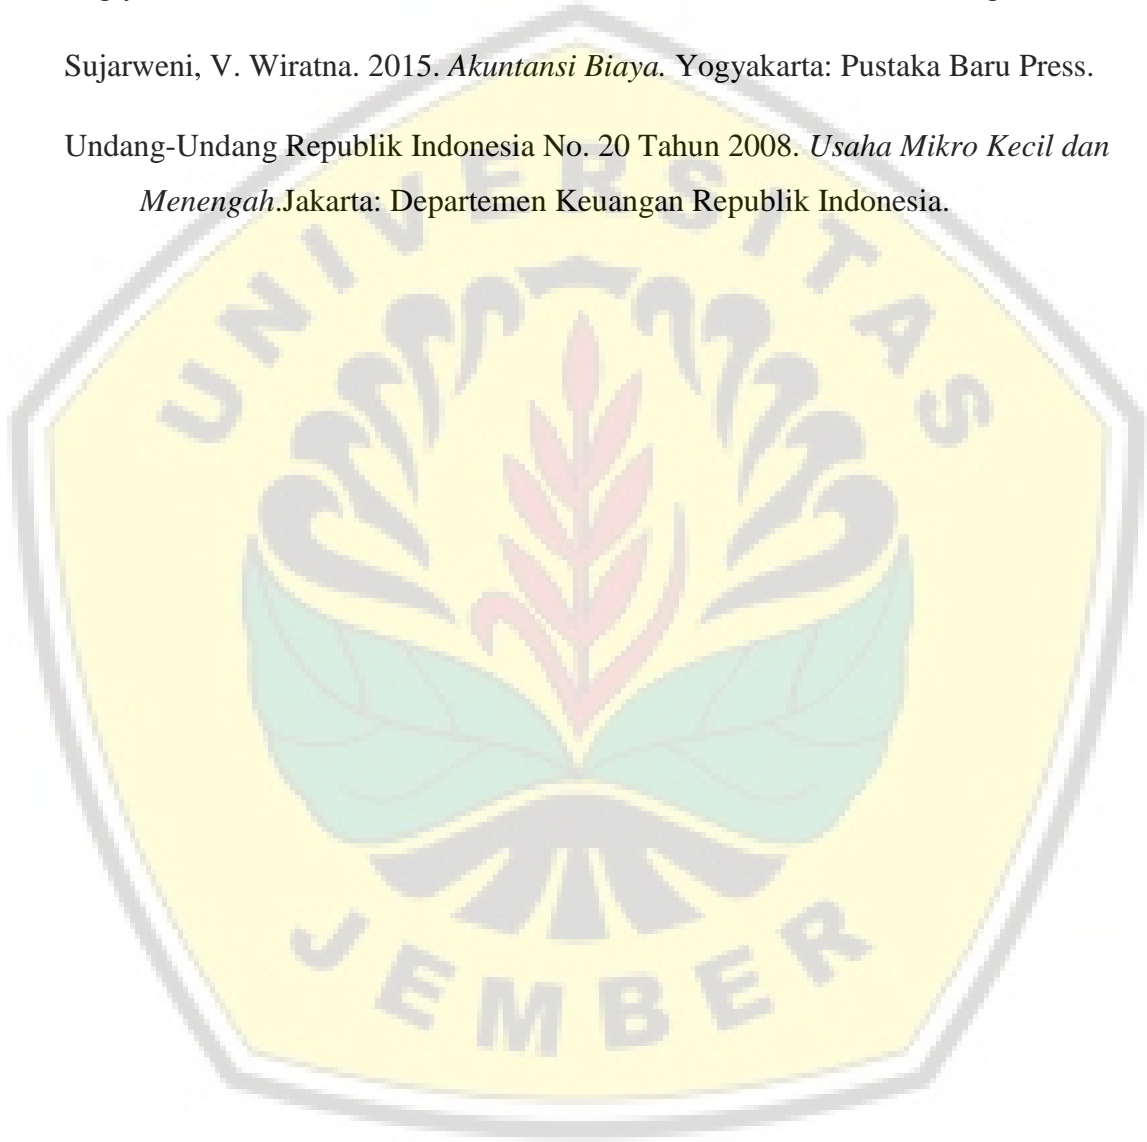 Sujarweni, V. Wiratna. 2015. Akuntansi Biaya. Yogyakarta: Pustaka Baru Press.
Undang-Undang Republik Indonesia No. 20 Tahun 2008. Usaha Mikro Kecil dan
Menengah.Jakarta: Departemen Keuangan Republik Indonesia.
UNIVERSITAS
JEMBER